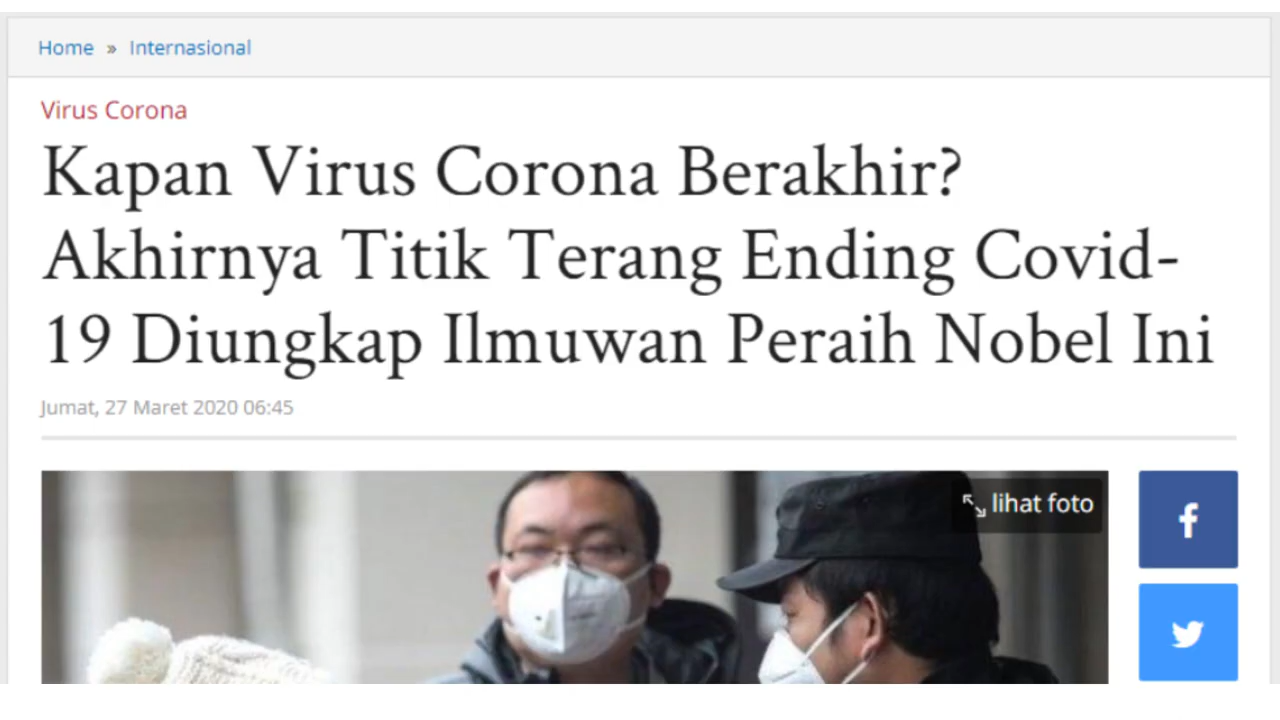 Home » Internasional
Virus Corona
Kapan Virus Corona Berakhir?
Akhirnya Titik Terang Ending Covid-
19 Diungkap Ilmuwan Peraih Nobel Ini
Jumat, 27 Maret 2020 06:45
lihat foto